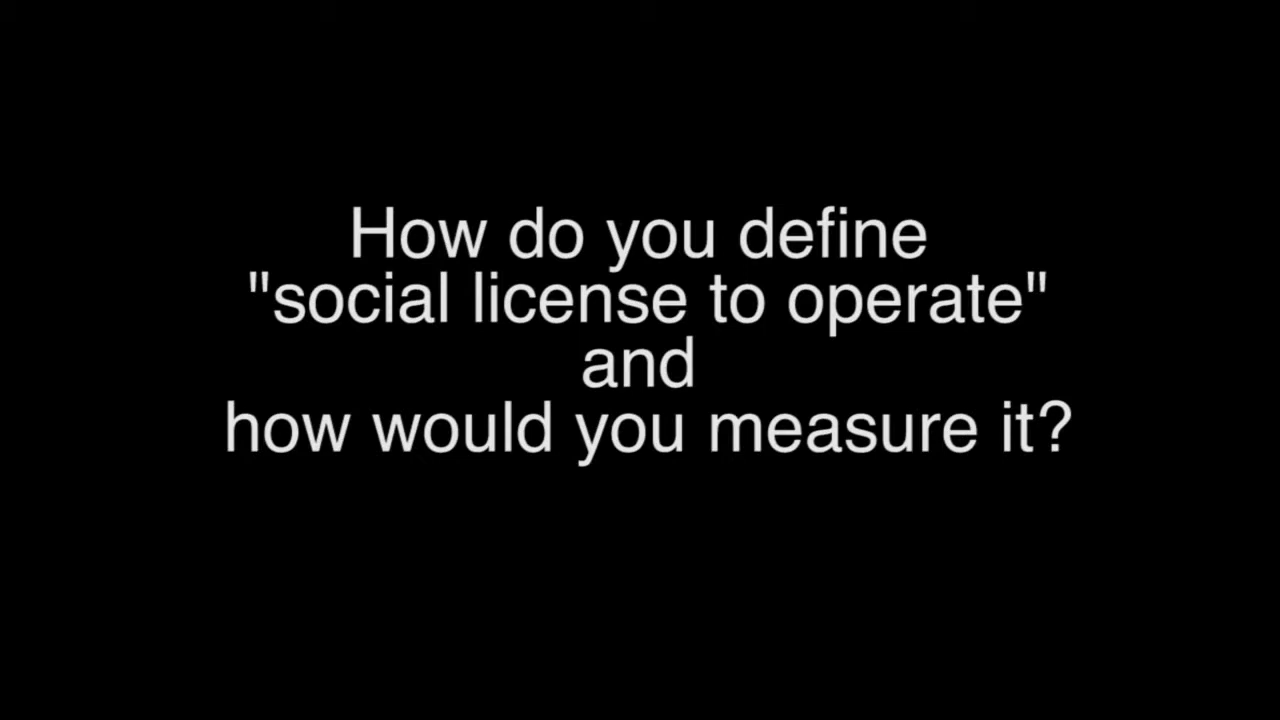 How do you define
"social license to operate"
and
how would you measure it?